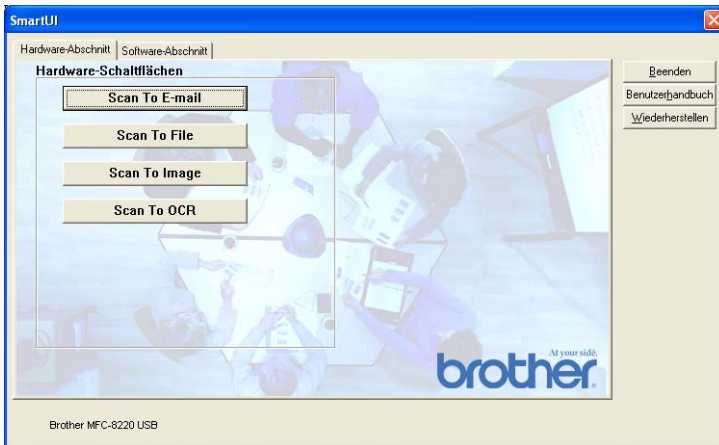 SmartUI
Hardware-Abschnitt
Software-Abschnitt
Hardware-Schaltflächen
Scan To E-mail
Scan To File
Scan To Image
Scan To OCR
Beenden
Benutzerhandbuch
Wiederherstellen
At your side.
brother
Brother MFC-8220 USB